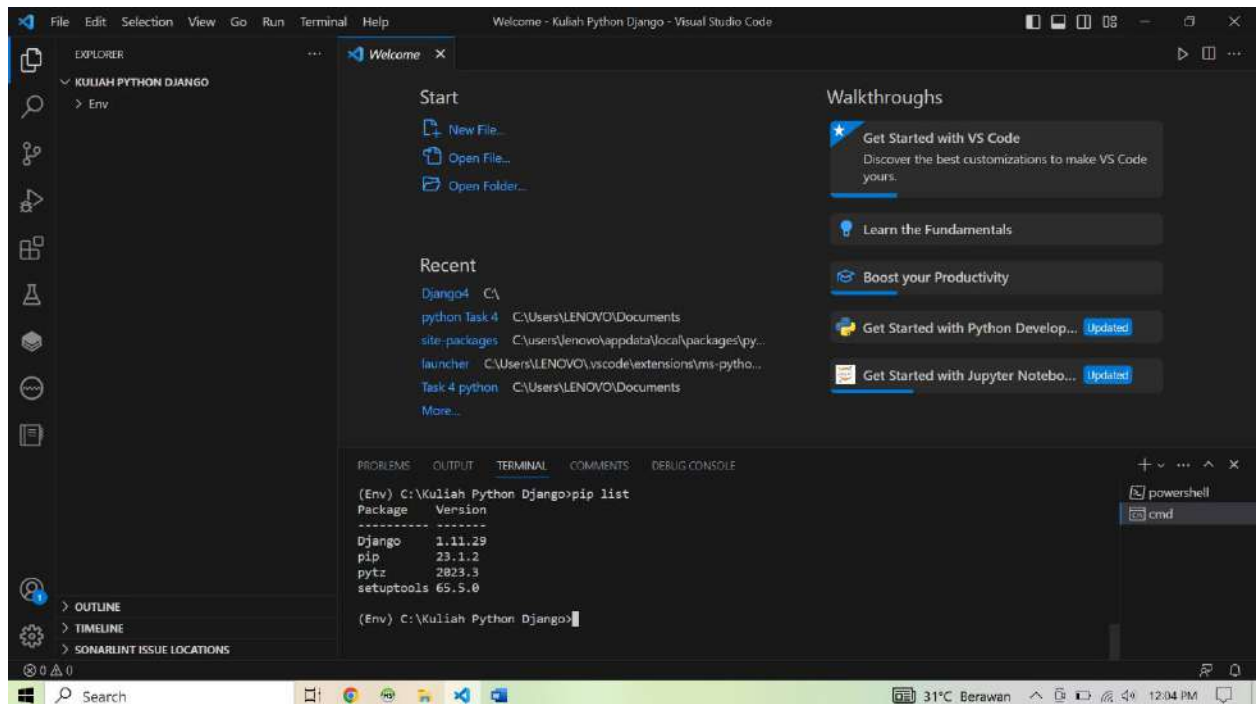 File Edit Selection View Go Run Terminal Help
Welcome - Kuliah Python Django - Visual Studio Code
EXPLORER
KULIAH PYTHON DJANGO
Env
OUTLINE
TIMELINE
SONARLINT ISSUE LOCATIONS
Welcome
Start
New File...
Open File...
Open Folder...
Recent
Django4 C:\
python Task 4 C:\Users\LENOVO\Documents
site-packages C:\users\lenovo\appdata\local\packages\py...
launcher C:\Users\LENOVO\.vscode\extensions\ms-pytho...
Task 4 python C:\Users\LENOVO\Documents
More...
Walkthroughs
Get Started with VS Code
Discover the best customizations to make VS Code
yours.
Learn the Fundamentals
Boost your Productivity
Get Started with Python Develop... Updated
Get Started with Jupyter Notebo... Updated
PROBLEMS OUTPUT TERMINAL COMMENTS DEBUG CONSOLE
(Env) C:\Kuliah Python Django>pip list
Package Version
---------- -------
Django 1.11.29
pip 23.1.2
pytz 2023.3
setuptools 65.5.0
(Env) C:\Kuliah Python Django>
powershell
cmd
0 0
Search
31°C Berawan 12:04 PM